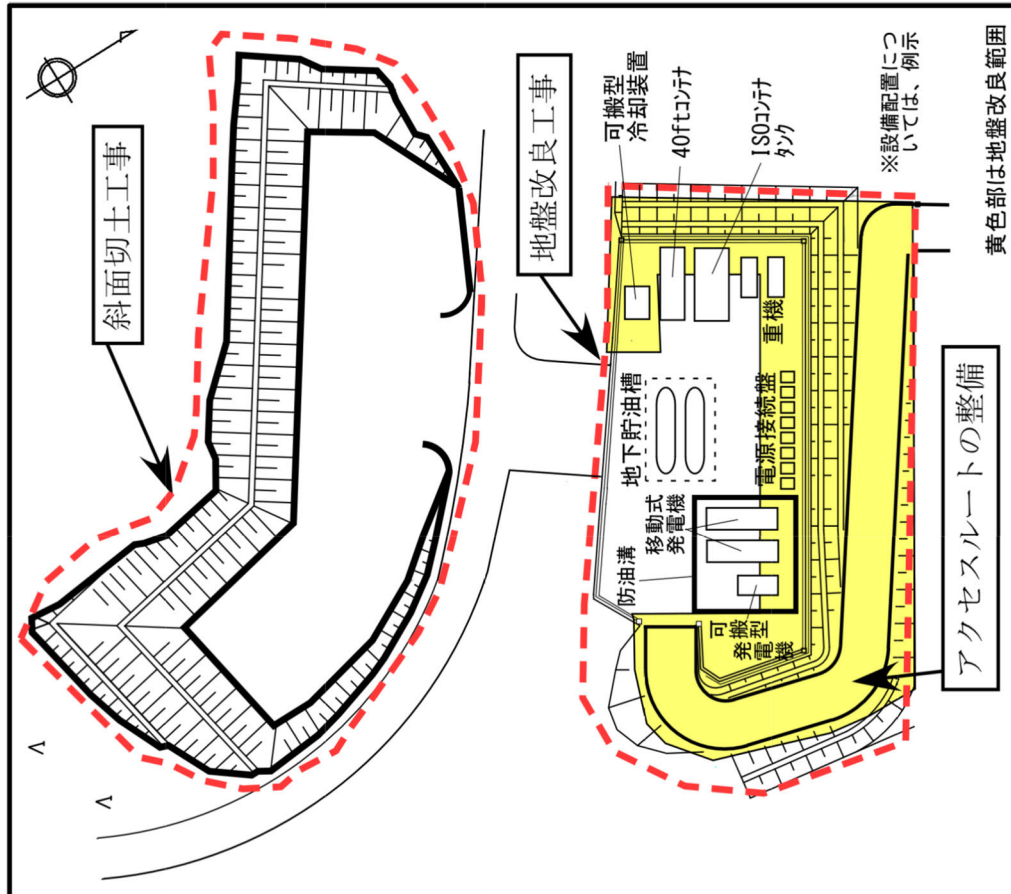 斜面切土工事
地盤改良工事
可搬型
冷却装置
40ftコンテナ
ISOコンテナ
タンク
※設備配置につ
いては、例示
黄色部は地盤改良範囲
重機
地下貯油槽
電源接続盤
防油溝
移動式
発電機
可搬型
発電機
アクセスルートの整備